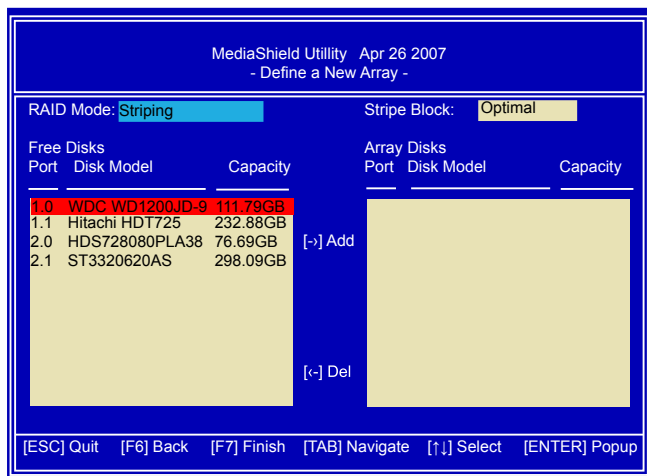 MediaShield Utillity Apr 26 2007
- Define a New Array -
RAID Mode: Striping Stripe Block: Optimal
Free Disks Array Disks
Port Disk Model Capacity Port Disk Model Capacity
1.0 WDC WD1200JD-9 111.79GB
1.1 Hitachi HDT725 232.88GB
2.0 HDS728080PLA38 76.69GB
2.1 ST3320620AS 298.09GB
[-›] Add
[‹-] Del
[ESC] Quit [F6] Back [F7] Finish [TAB] Navigate [↑↓] Select [ENTER] Popup